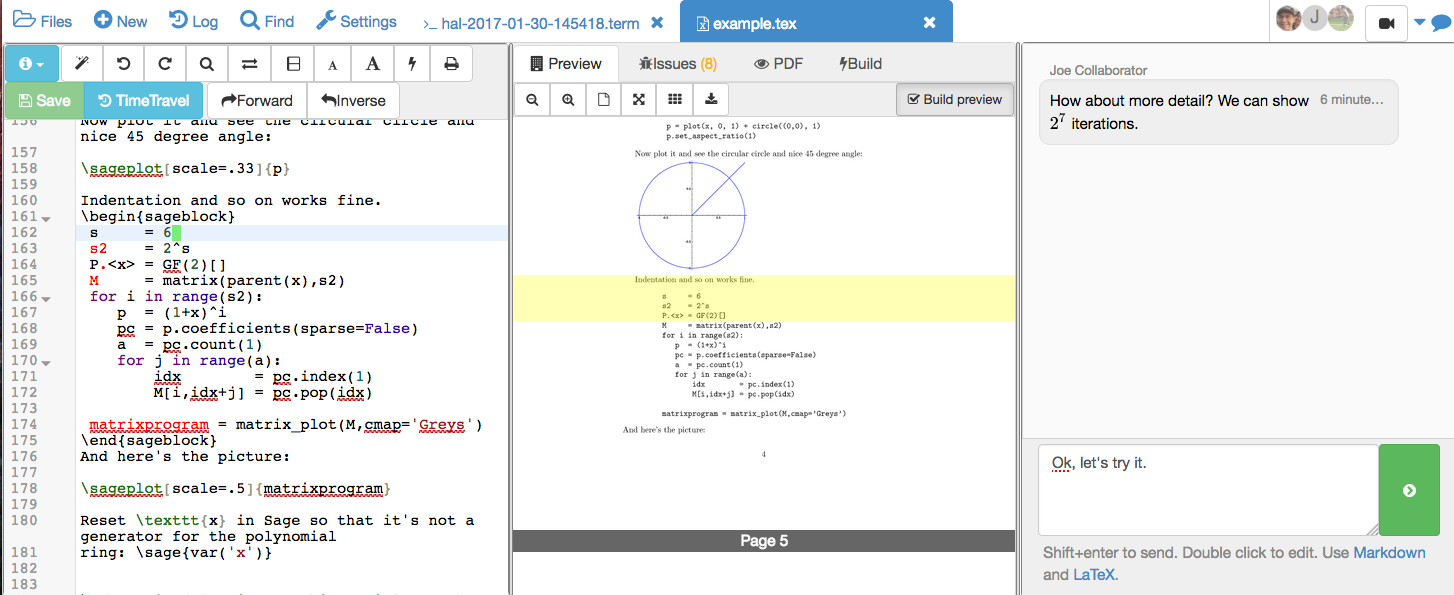 Files New Log Find Settings >_ hal-2017-01-30-145418.term example.tex J
Save TimeTravel Forward Inverse
156 Now plot it and see the circular circle and
nice 45 degree angle:
157
158 \sageplot[scale=.33]{p}
159
160 Indentation and so on works fine.
161 \begin{sageblock}
162 s = 6
163 s2 = 2^s
164 P.<x> = GF(2)[]
165 M = matrix(parent(x),s2)
166 for i in range(s2):
167 p = (1+x)^i
168 pc = p.coefficients(sparse=False)
169 a = pc.count(1)
170 for j in range(a):
171 idx = pc.index(1)
172 M[i,idx+j] = pc.pop(idx)
173
174 matrixprogram = matrix_plot(M,cmap='Greys')
175 \end{sageblock}
176 And here's the picture:
177
178 \sageplot[scale=.5]{matrixprogram}
179
180 Reset \texttt{x} in Sage so that it's not a
generator for the polynomial
181 ring: \sage{var('x')}
182
183
Preview Issues (8) PDF Build
Build preview
p = plot(x, 0, 1) + circle((0,0), 1)
p.set_aspect_ratio(1)
Now plot it and see the circular circle and nice 45 degree angle:
Indentation and so on works fine.
s = 6
s2 = 2^s
P.<x> = GF(2)[]
M = matrix(parent(x),s2)
for i in range(s2):
p = (1+x)^i
pc = p.coefficients(sparse=False)
a = pc.count(1)
for j in range(a):
idx = pc.index(1)
M[i,idx+j] = pc.pop(idx)
matrixprogram = matrix_plot(M,cmap='Greys')
And here's the picture:
4
Page 5
Joe Collaborator
How about more detail? We can show 6 minute...
2^7 iterations.
Ok, let's try it.
Shift+enter to send. Double click to edit. Use Markdown
and LaTeX.